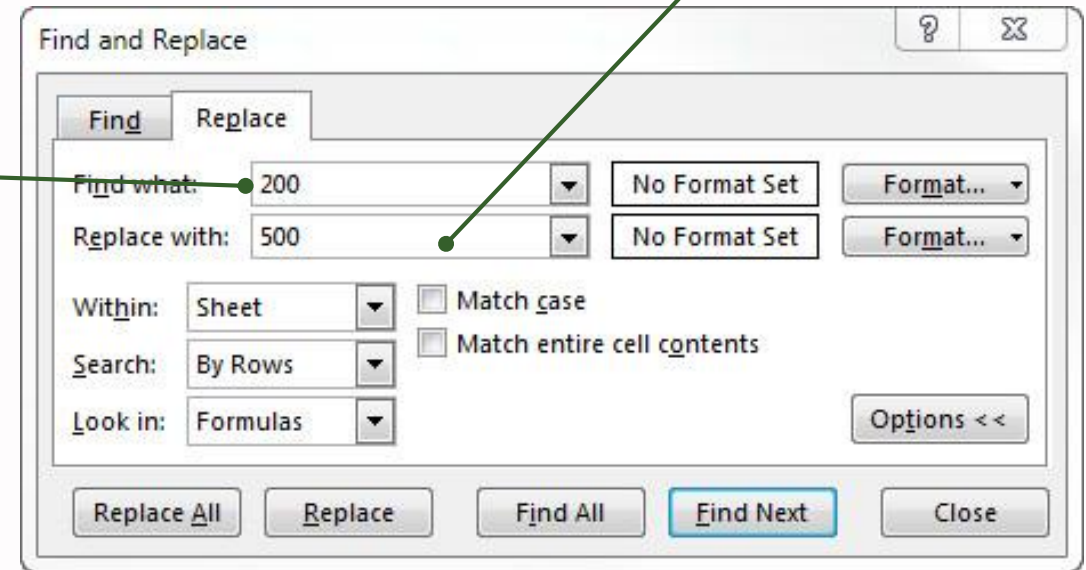 Find and Replace
Find Replace
Find what: 200 No Format Set Format...
Replace with: 500 No Format Set Format...
Within: Sheet Match case
Match entire cell contents
Search: By Rows
Look in: Formulas Options <<
Replace All Replace Find All Find Next Close